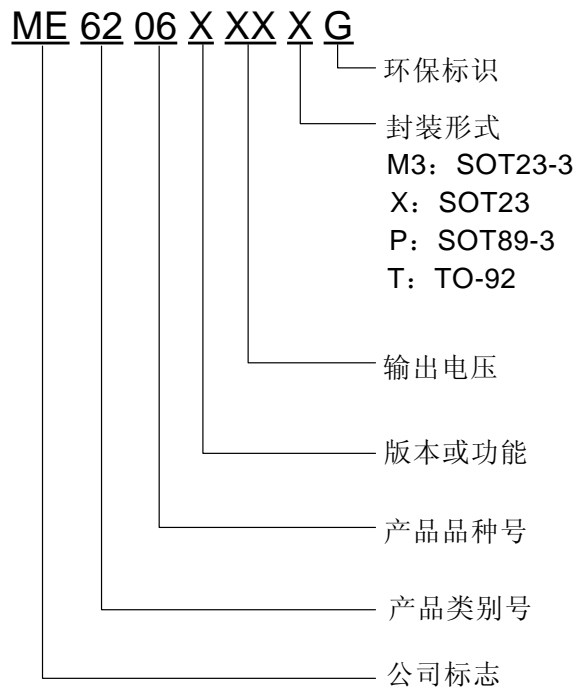 ME 62 06 X XX X G
环保标识
封装形式
M3：SOT23-3
X：SOT23
P：SOT89-3
T：TO-92
输出电压
版本或功能
产品品种号
产品类别号
公司标志